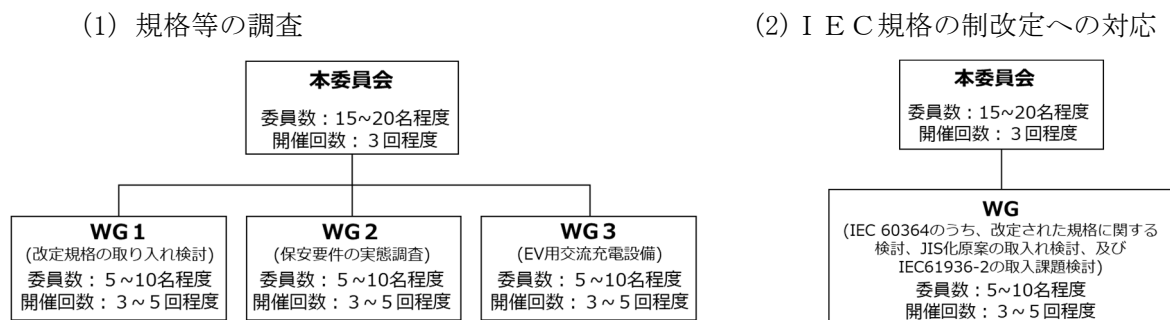 (1) 規格等の調査
本委員会
委員数：15~20名程度
開催回数：３回程度
WG１
(改定規格の取り入れ検討)
委員数：５~10名程度
開催回数：３～５回程度
WG２
(保安要件の実態調査)
委員数：５~10名程度
開催回数：３～５回程度
WG３
(EV用交流充電設備)
委員数：５~10名程度
開催回数：３～５回程度
(2) ＩＥＣ規格の制改定への対応
本委員会
委員数：15~20名程度
開催回数：３回程度
WG
(IEC 60364のうち、改定された規格に関する
検討、JIS化原案の取入れ検討、及び
IEC61936-2の取入課題検討)
委員数：5~10名程度
開催回数：３～５回程度